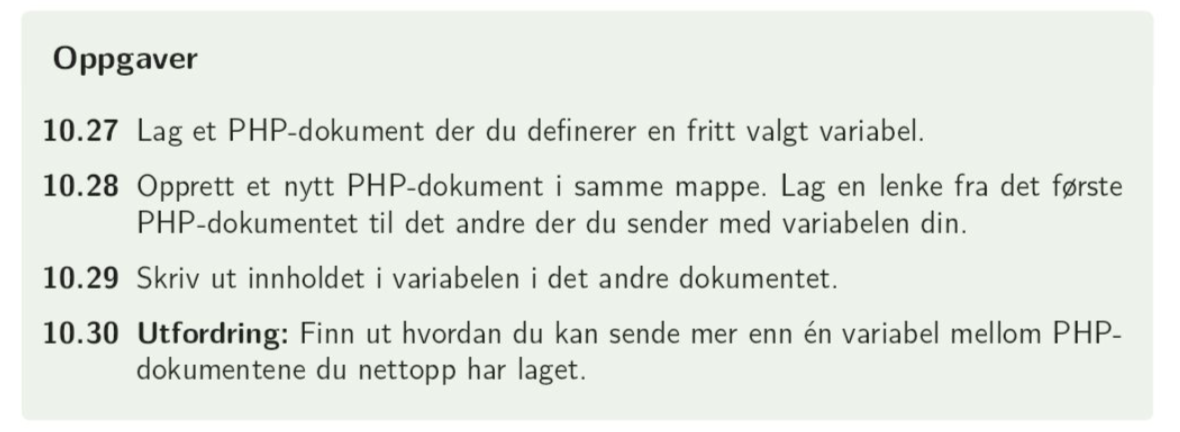 Oppgaver
10.27 Lag et PHP-dokument der du definerer en fritt valgt variabel.
10.28 Opprett et nytt PHP-dokument i samme mappe. Lag en lenke fra det første
PHP-dokumentet til det andre der du sender med variabelen din.
10.29 Skriv ut innholdet i variabelen i det andre dokumentet.
10.30 Utfordring: Finn ut hvordan du kan sende mer enn én variabel mellom PHP-
dokumentene du nettopp har laget.